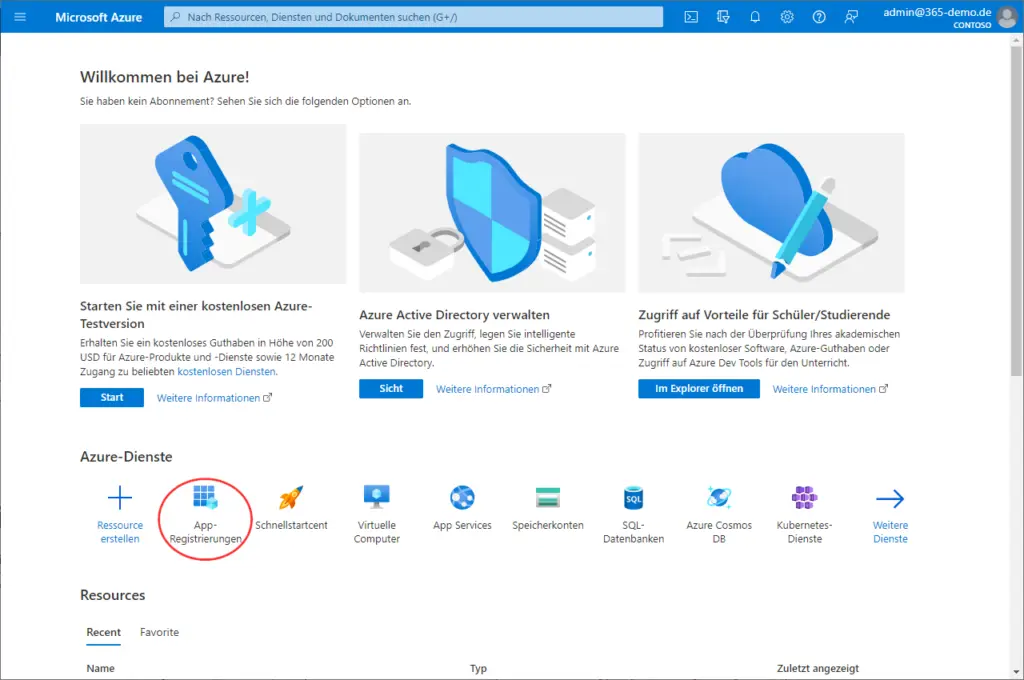 Microsoft Azure
Nach Ressourcen, Diensten und Dokumenten suchen (G+/)
admin@365-demo.de
CONTOSO
Willkommen bei Azure!
Sie haben kein Abonnement? Sehen Sie sich die folgenden Optionen an.
Starten Sie mit einer kostenlosen Azure-
Testversion
Erhalten Sie ein kostenloses Guthaben in Höhe von 200
USD für Azure-Produkte und -Dienste sowie 12 Monate
Zugang zu beliebten kostenlosen Diensten.
Start
Weitere Informationen
Azure Active Directory verwalten
Verwalten Sie den Zugriff, legen Sie intelligente
Richtlinien fest, und erhöhen Sie die Sicherheit mit Azure
Active Directory.
Sicht
Weitere Informationen
Zugriff auf Vorteile für Schüler/Studierende
Profitieren Sie nach der Überprüfung Ihres akademischen
Status von kostenloser Software, Azure-Guthaben oder
Zugriff auf Azure Dev Tools für den Unterricht.
Im Explorer öffnen
Weitere Informationen
Azure-Dienste
Ressource
erstellen
App-
Registrierungen
Schnellstartcent
Virtuelle
Computer
App Services
Speicherkonten
SQL
SQL-
Datenbanken
Azure Cosmos
DB
Kubernetes-
Dienste
Weitere
Dienste
Resources
Recent
Favorite
Name
Typ
Zuletzt angezeigt